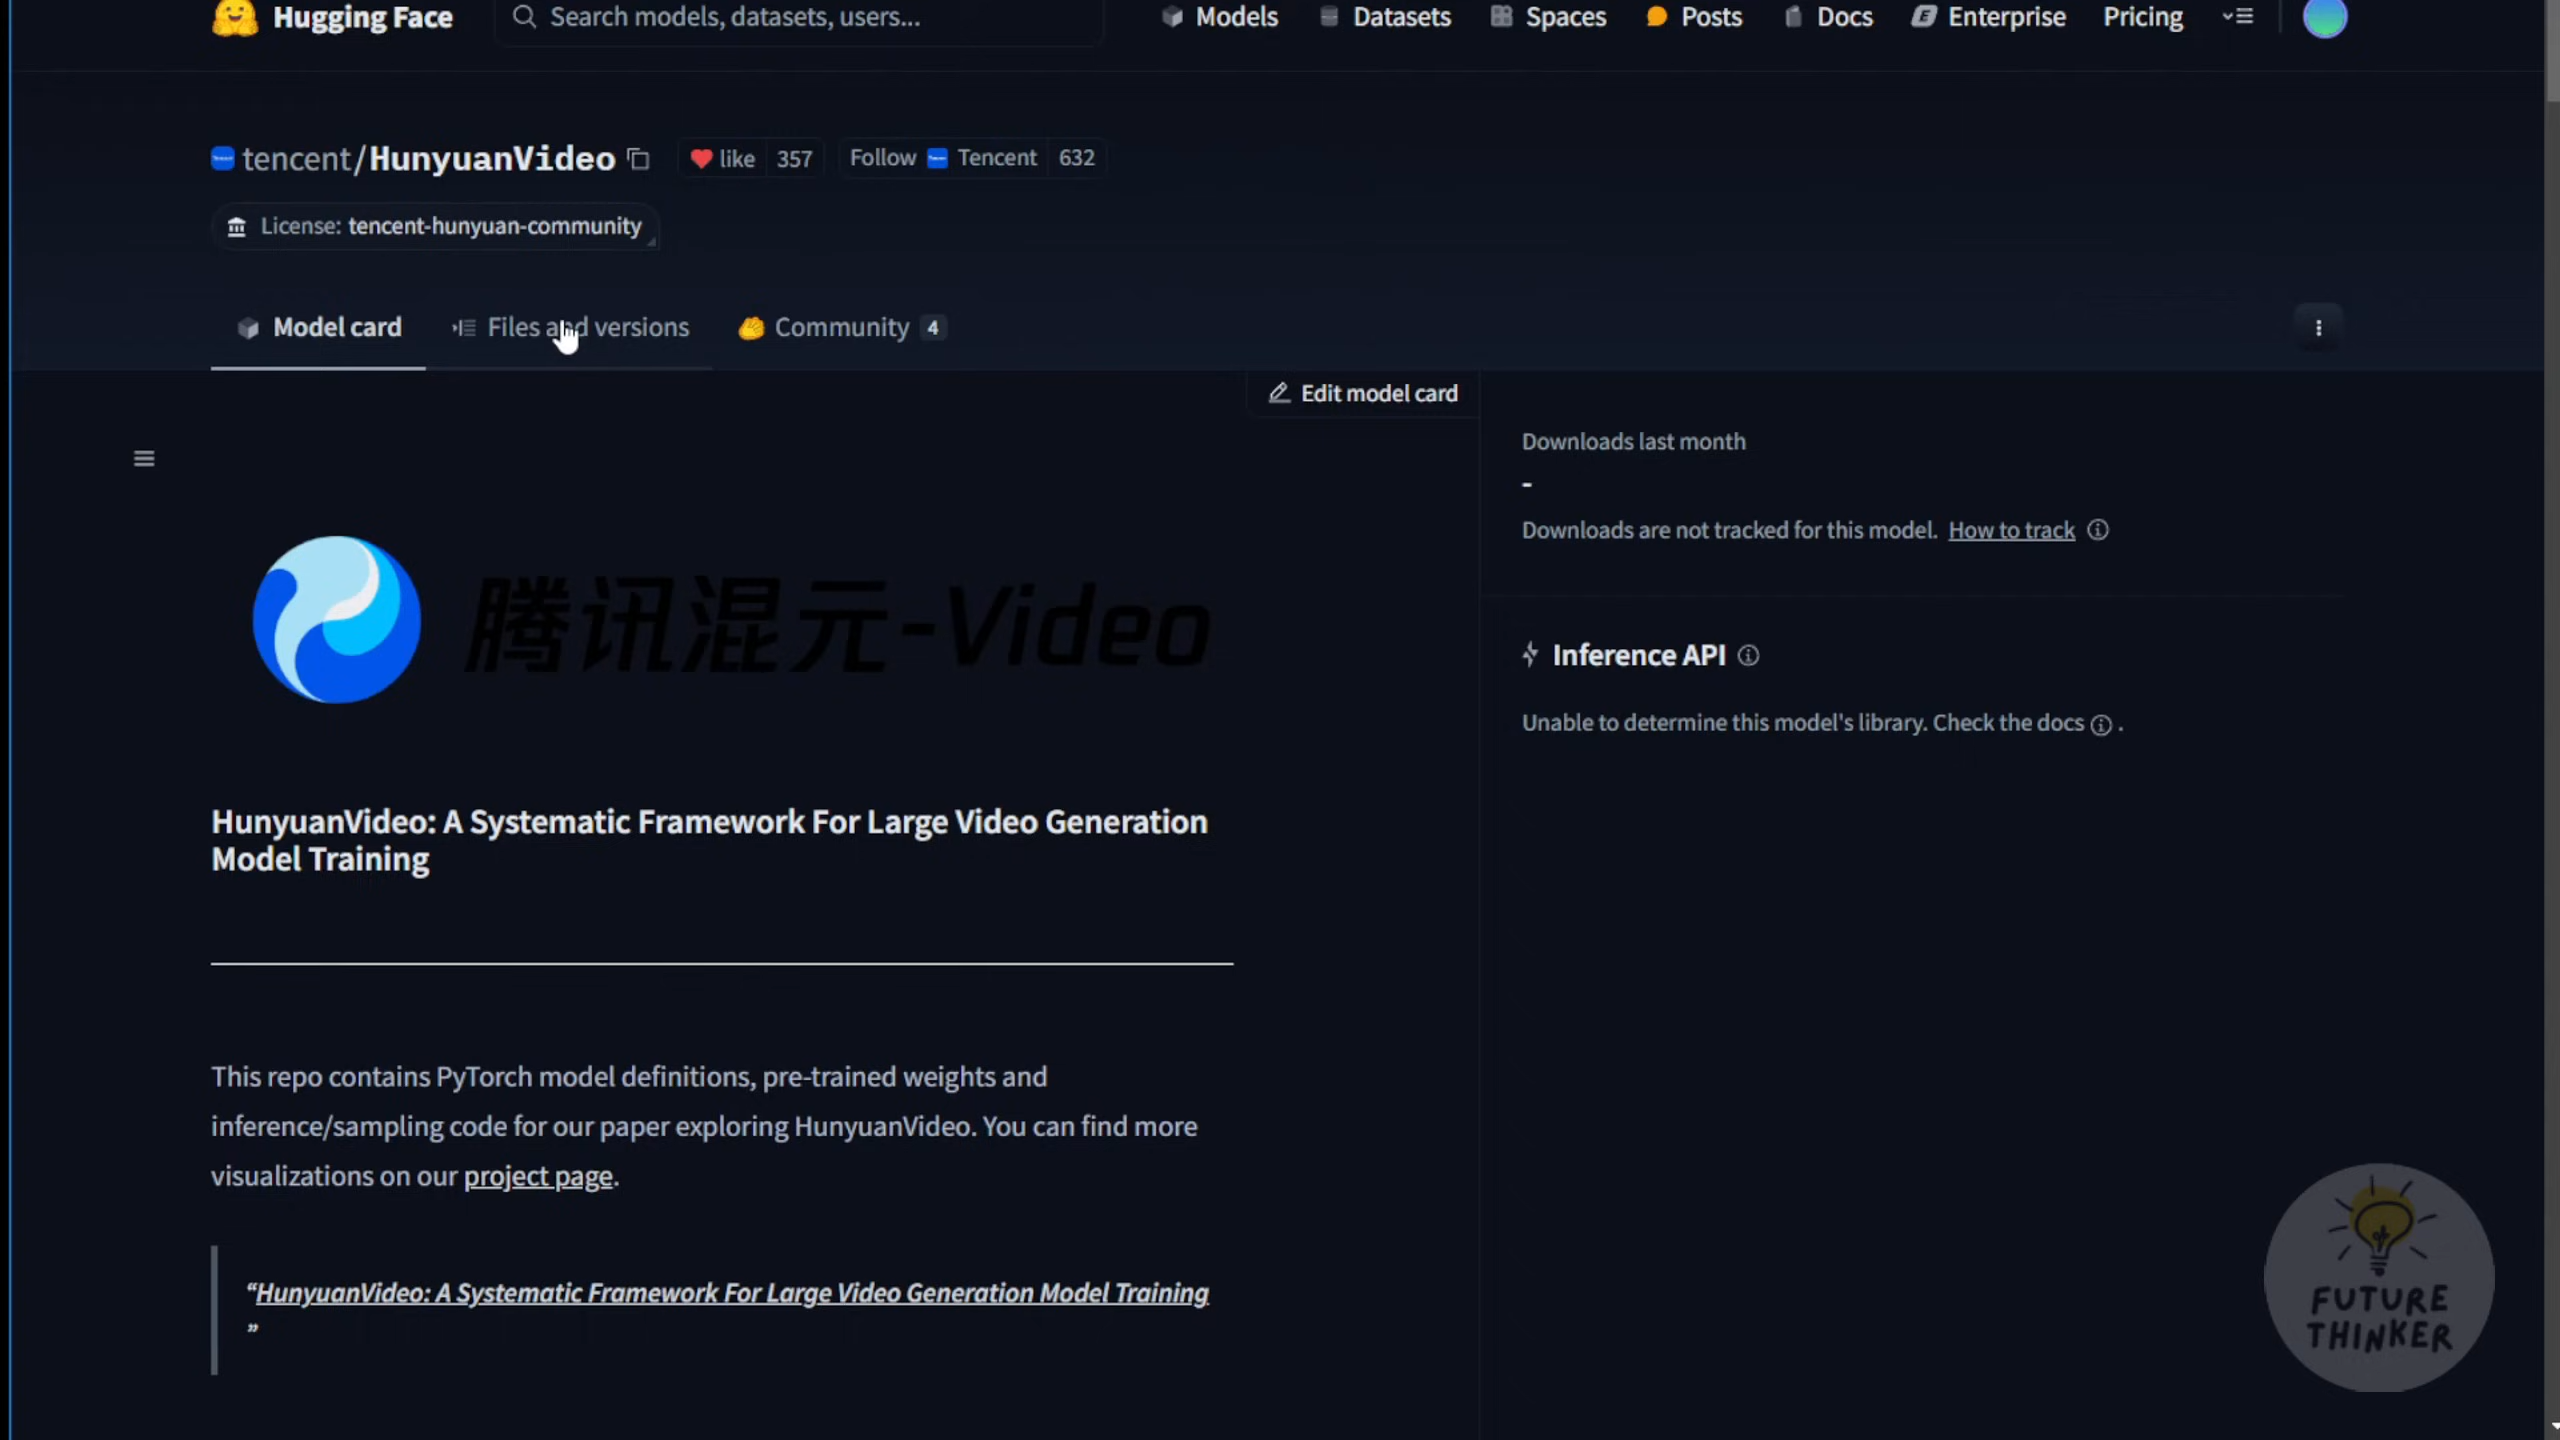 Hugging Face
Search models, datasets, users...
Models
Datasets
Spaces
Posts
Docs
Enterprise
Pricing
tencent/HunyuanVideo
like 357
Follow Tencent 632
License: tencent-hunyuan-community
Model card
Files and versions
Community 4
Edit model card
Downloads last month
-
Downloads are not tracked for this model. How to track
腾讯混元-Video
Inference API
Unable to determine this model's library. Check the docs .
HunyuanVideo: A Systematic Framework For Large Video Generation
Model Training
This repo contains PyTorch model definitions, pre-trained weights and
inference/sampling code for our paper exploring HunyuanVideo. You can find more
visualizations on our project page.
“HunyuanVideo: A Systematic Framework For Large Video Generation Model Training
”
FUTURE
THINKER